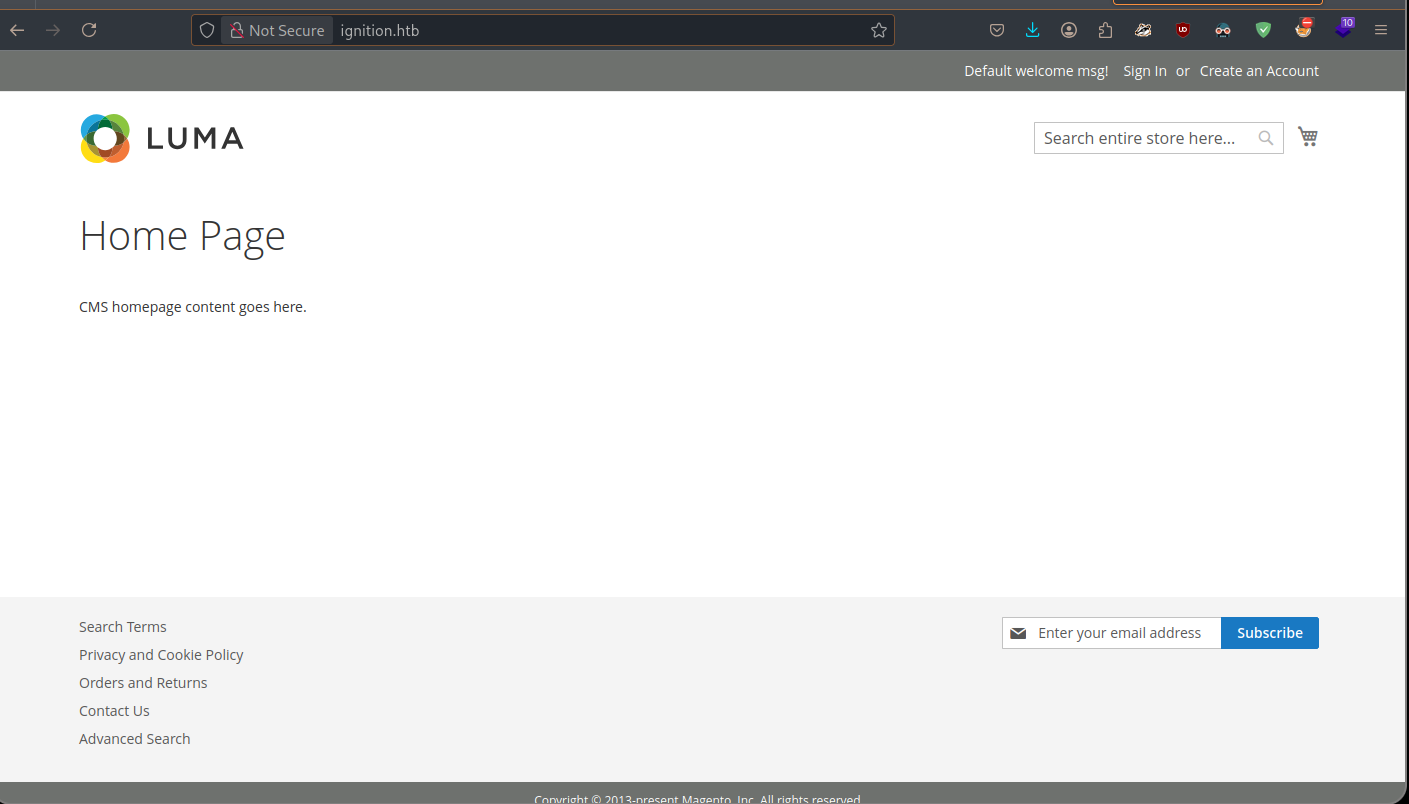 Not Secure ignition.htb 10
Default welcome msg! Sign In or Create an Account
LUMA
Search entire store here...
Home Page
CMS homepage content goes here.
Search Terms
Privacy and Cookie Policy
Orders and Returns
Contact Us
Advanced Search
Enter your email address Subscribe
Copyright © 2013-present Magento, Inc. All rights reserved.